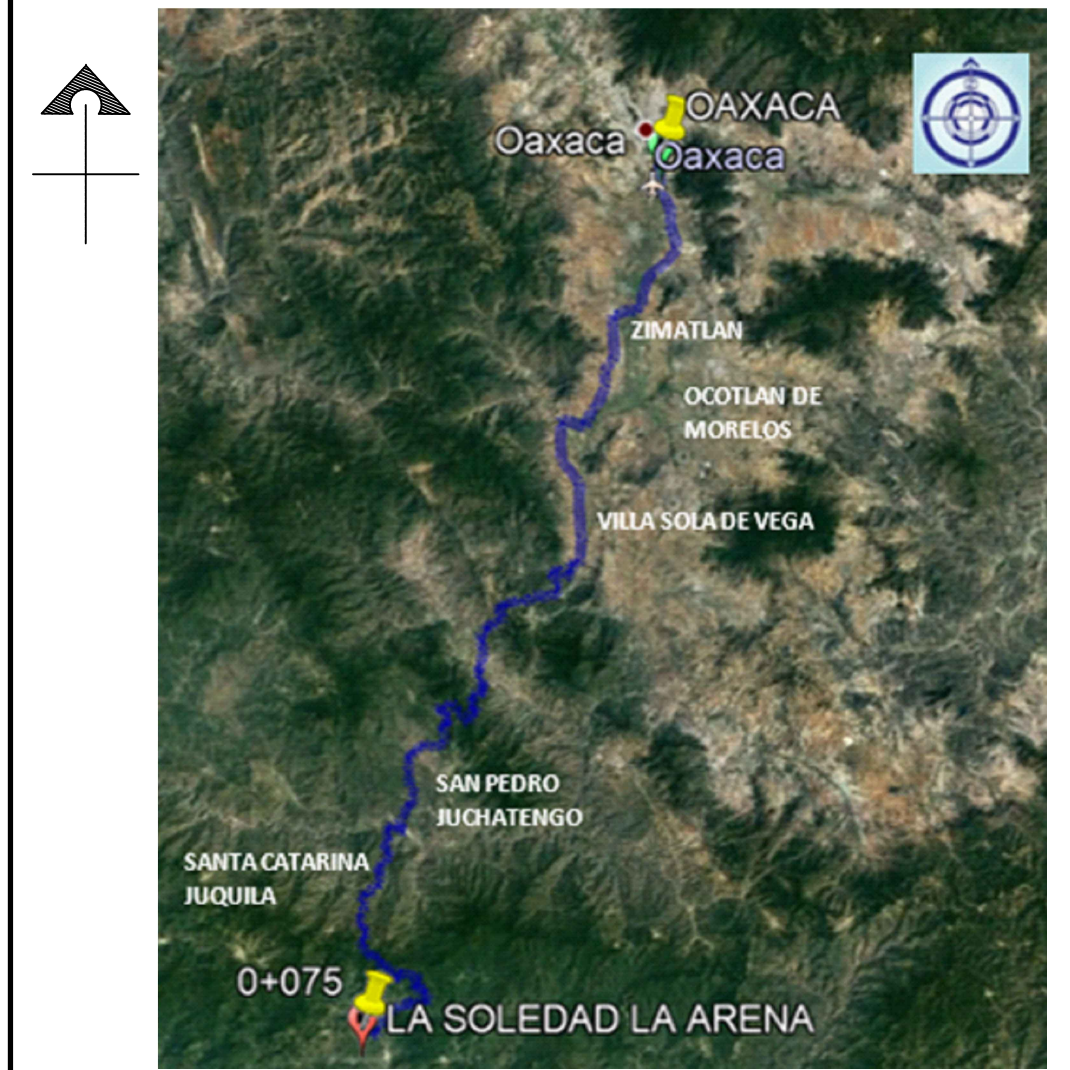 OAXACA
Oaxaca
Oaxaca
ZIMATLAN
OCOTLAN DE
MORELOS
VILLA SOLA DE VEGA
SAN PEDRO
JUCHATENGO
SANTA CATARINA
JUQUILA
0+075
LA SOLEDAD LA ARENA